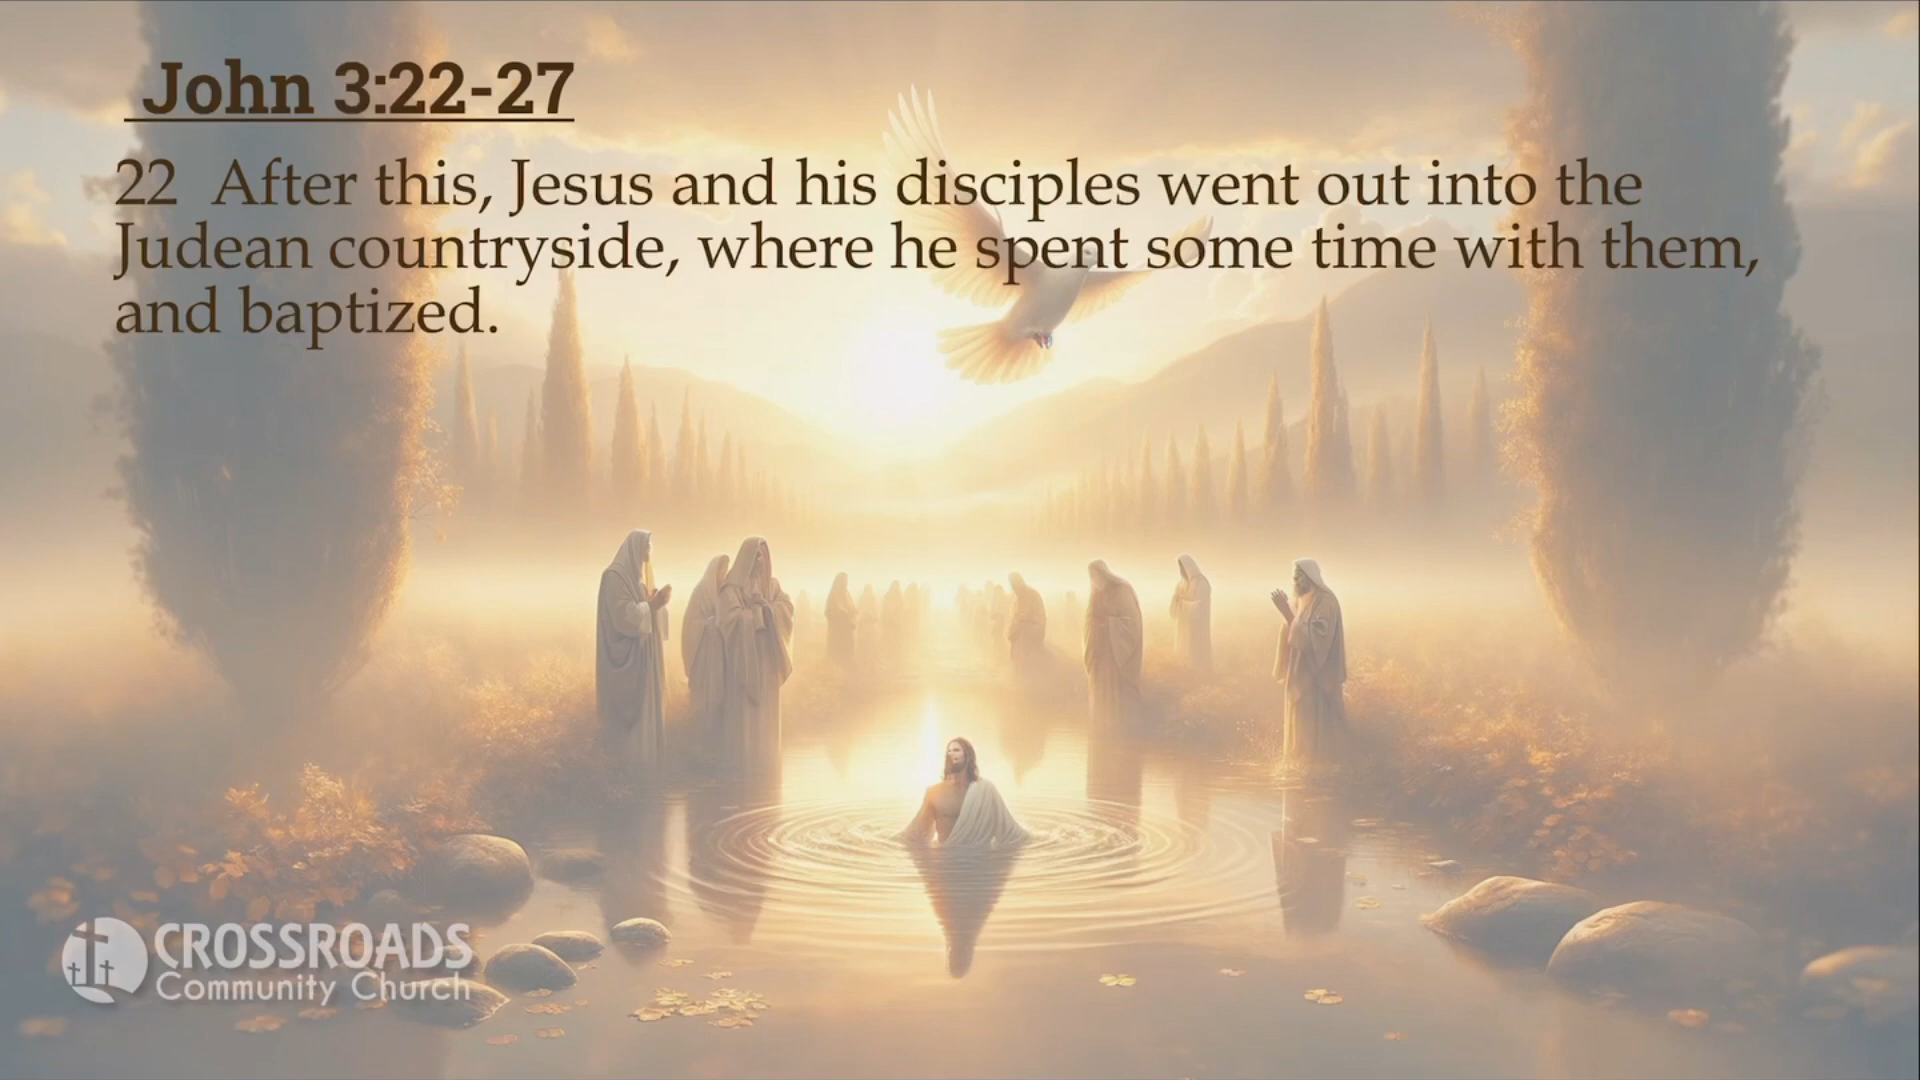 John 3:22-27
22 After this, Jesus and his disciples went out into the
Judean countryside, where he spent some time with them,
and baptized.
CROSSROADS
Community Church